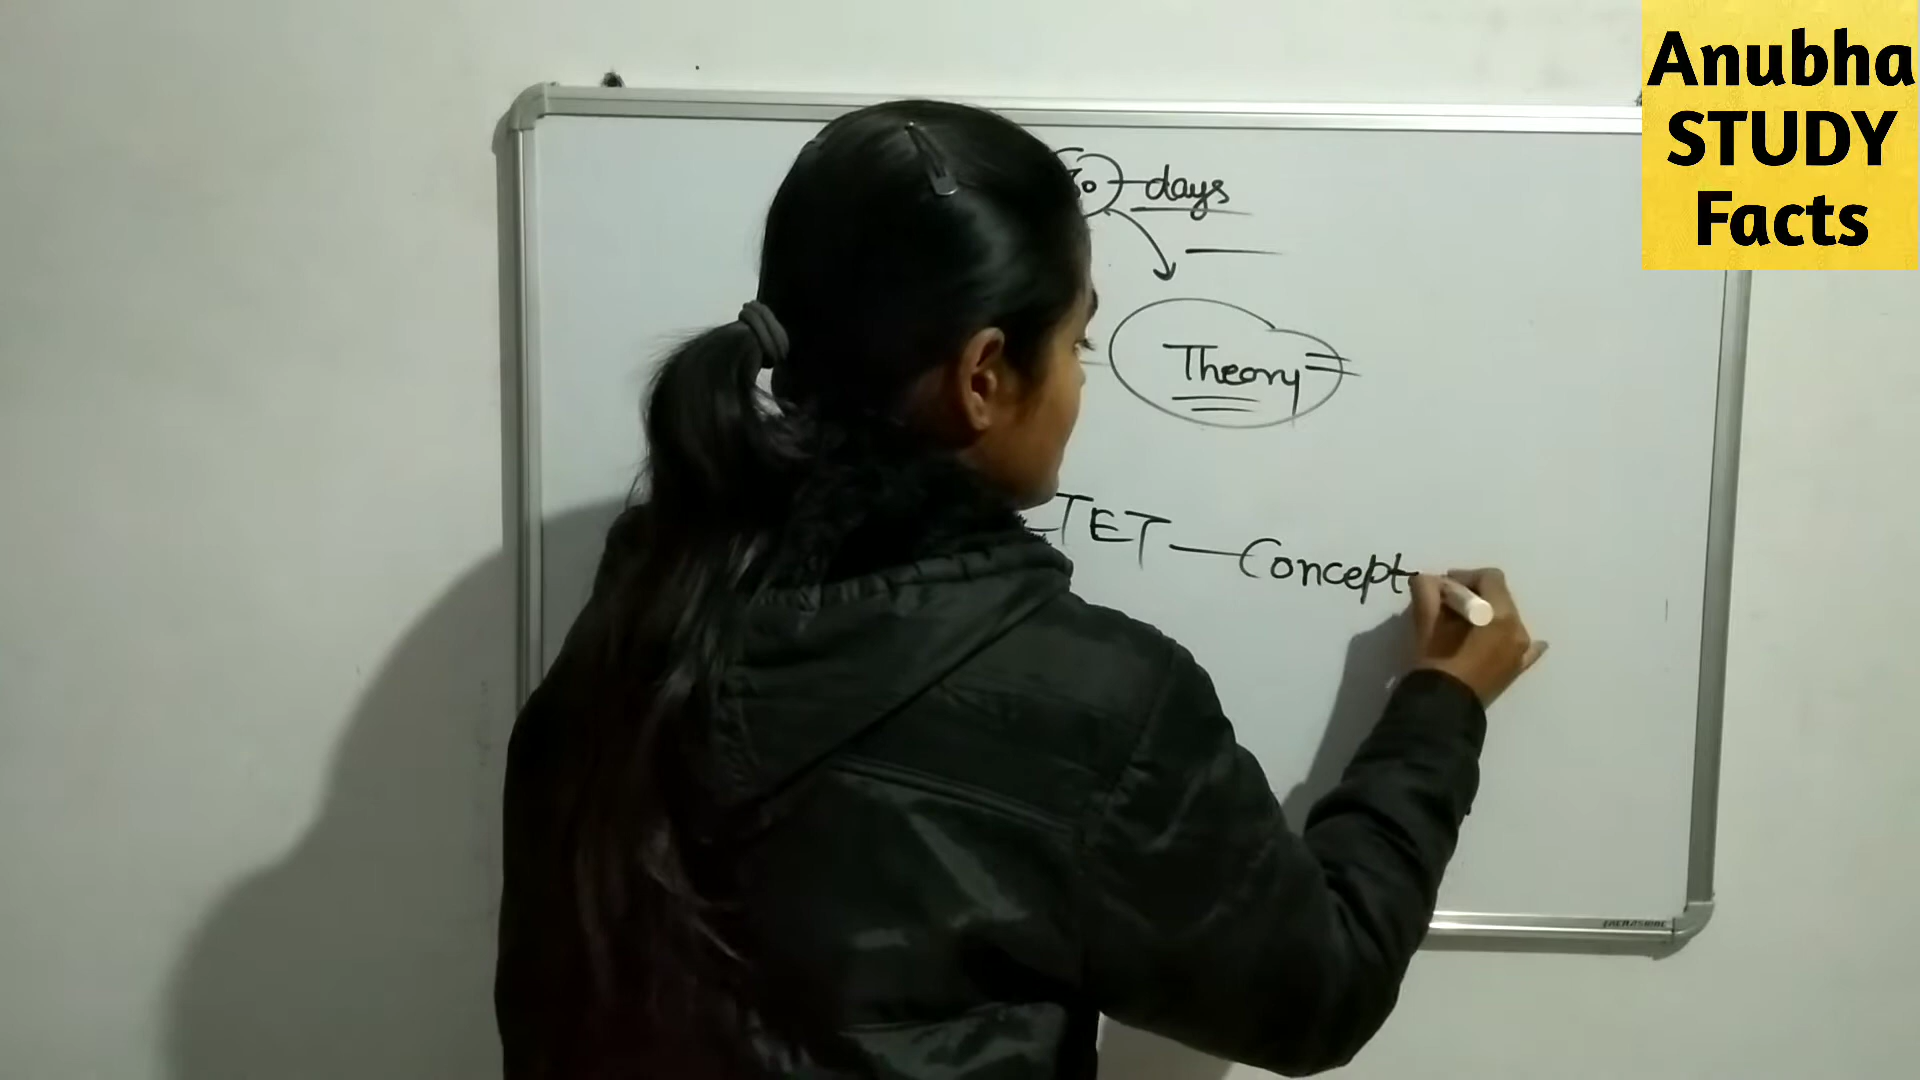 days
Theory
TET — Concept
Anubha
STUDY
Facts